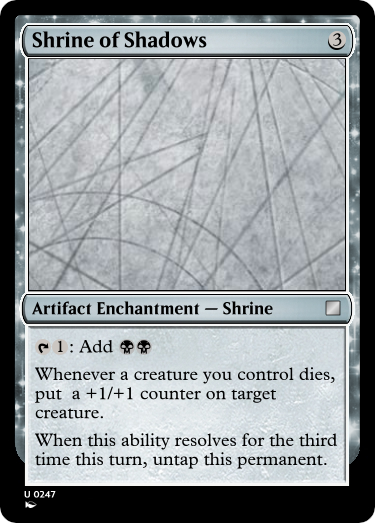 Shrine of Shadows 3
Artifact Enchantment — Shrine
1: Add
Whenever a creature you control dies,
put a +1/+1 counter on target
creature.
When this ability resolves for the third
time this turn, untap this permanent.
U 0247